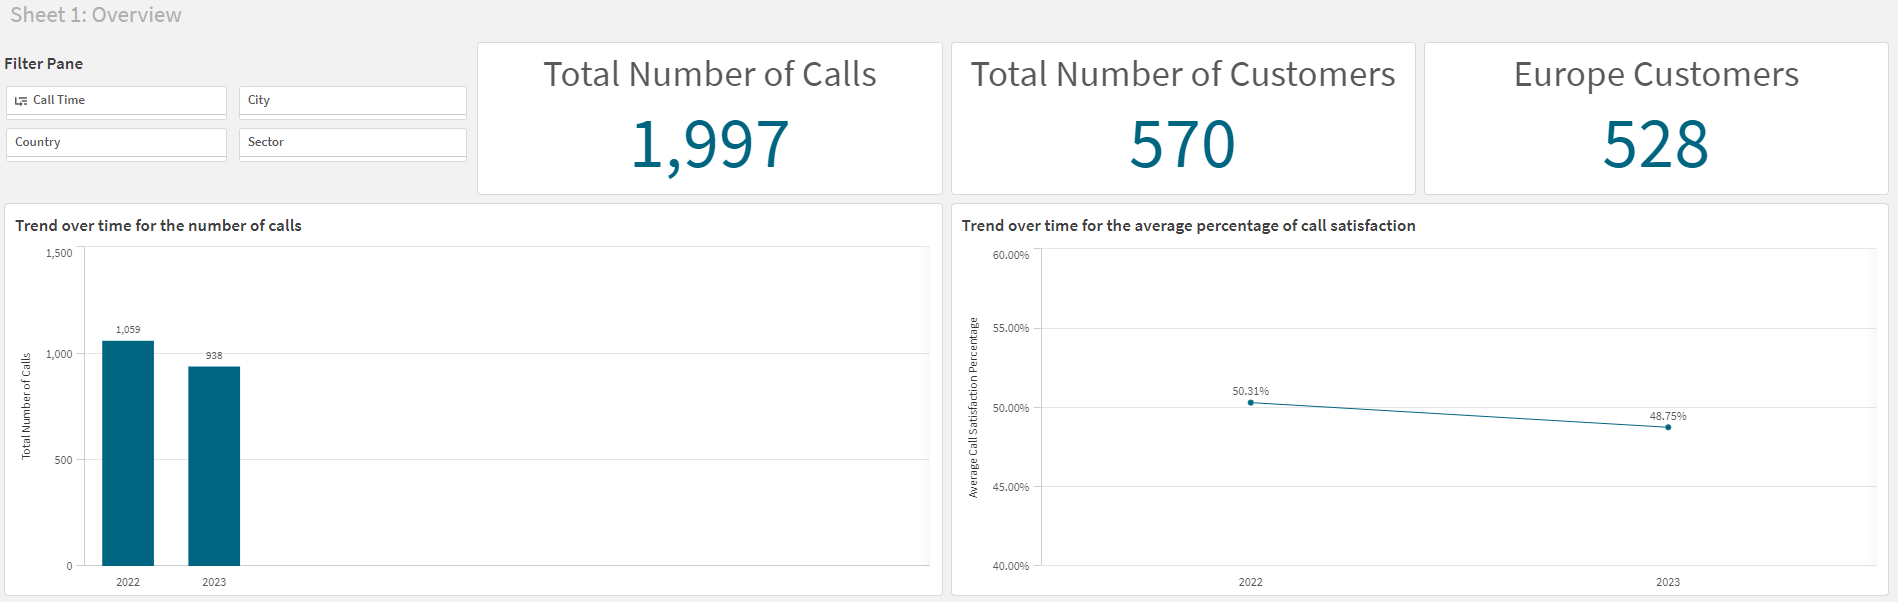 Sheet 1: Overview
Filter Pane
Call Time
City
Country
Sector
Total Number of Calls
1,997
Total Number of Customers
570
Europe Customers
528
Trend over time for the number of calls
Total Number of Calls
1,500
1,000
500
0
1,059
938
2022
2023
Trend over time for the average percentage of call satisfaction
Average Call Satisfaction Percentage
60.00%
55.00%
50.00%
45.00%
40.00%
50.31%
48.75%
2022
2023